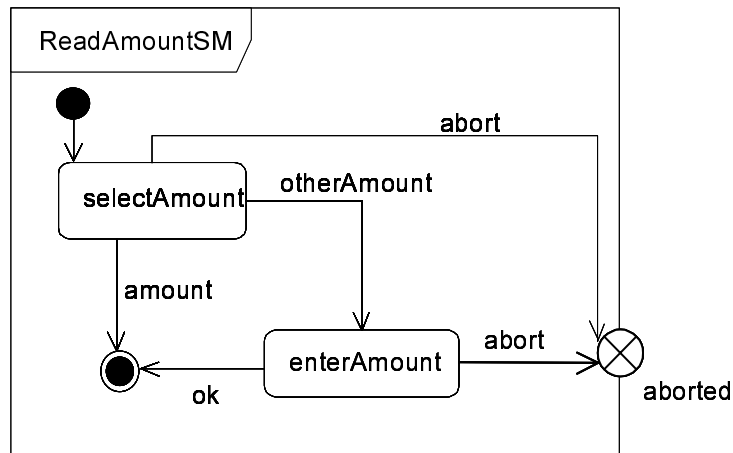 ReadAmountSM
abort
selectAmount
otherAmount
amount
enterAmount
abort
ok
aborted